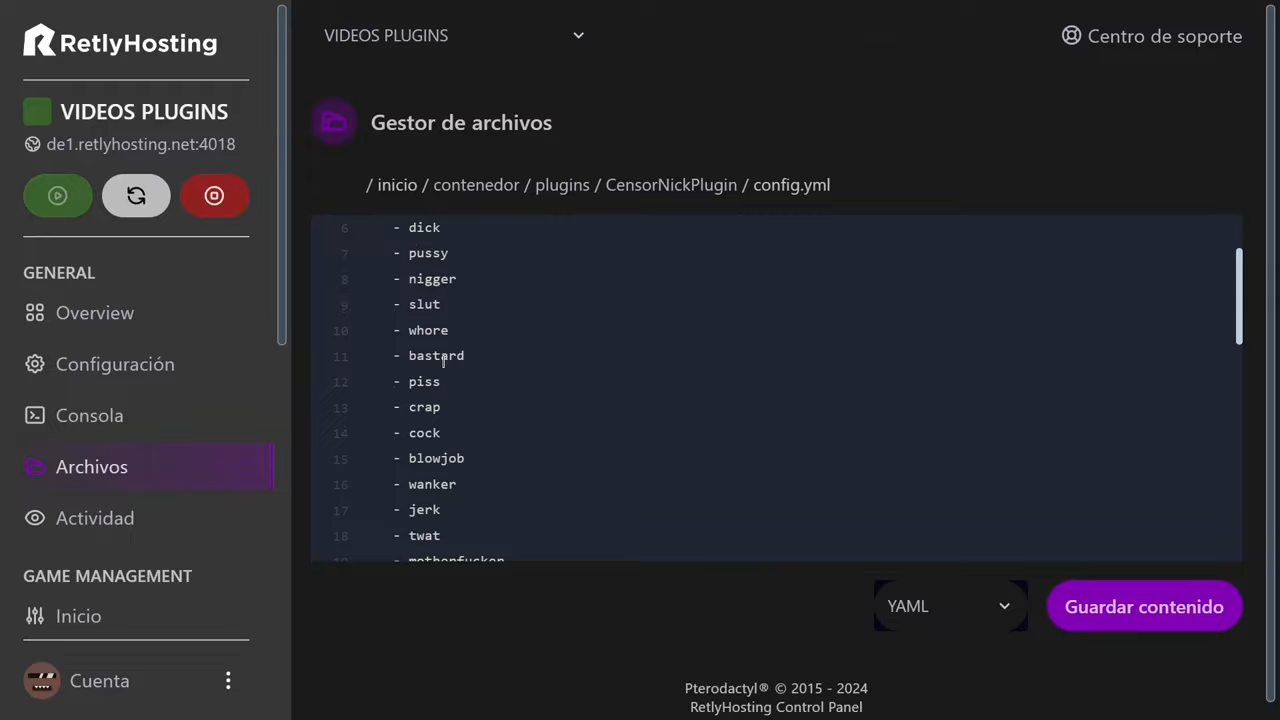 RetlyHosting
VIDEOS PLUGINS
de1.retlyhosting.net:4018
GENERAL
Overview
Configuración
Consola
Archivos
Actividad
GAME MANAGEMENT
Inicio
Cuenta
VIDEOS PLUGINS
Centro de soporte
Gestor de archivos
/ inicio / contenedor / plugins / CensorNickPlugin / config.yml
6 - dick
7 - pussy
8 - nigger
9 - slut
10 - whore
11 - bastard
12 - piss
13 - crap
14 - cock
15 - blowjob
16 - wanker
17 - jerk
18 - twat
19 - motherfucker
YAML
Guardar contenido
Pterodactyl® © 2015 - 2024
RetlyHosting Control Panel